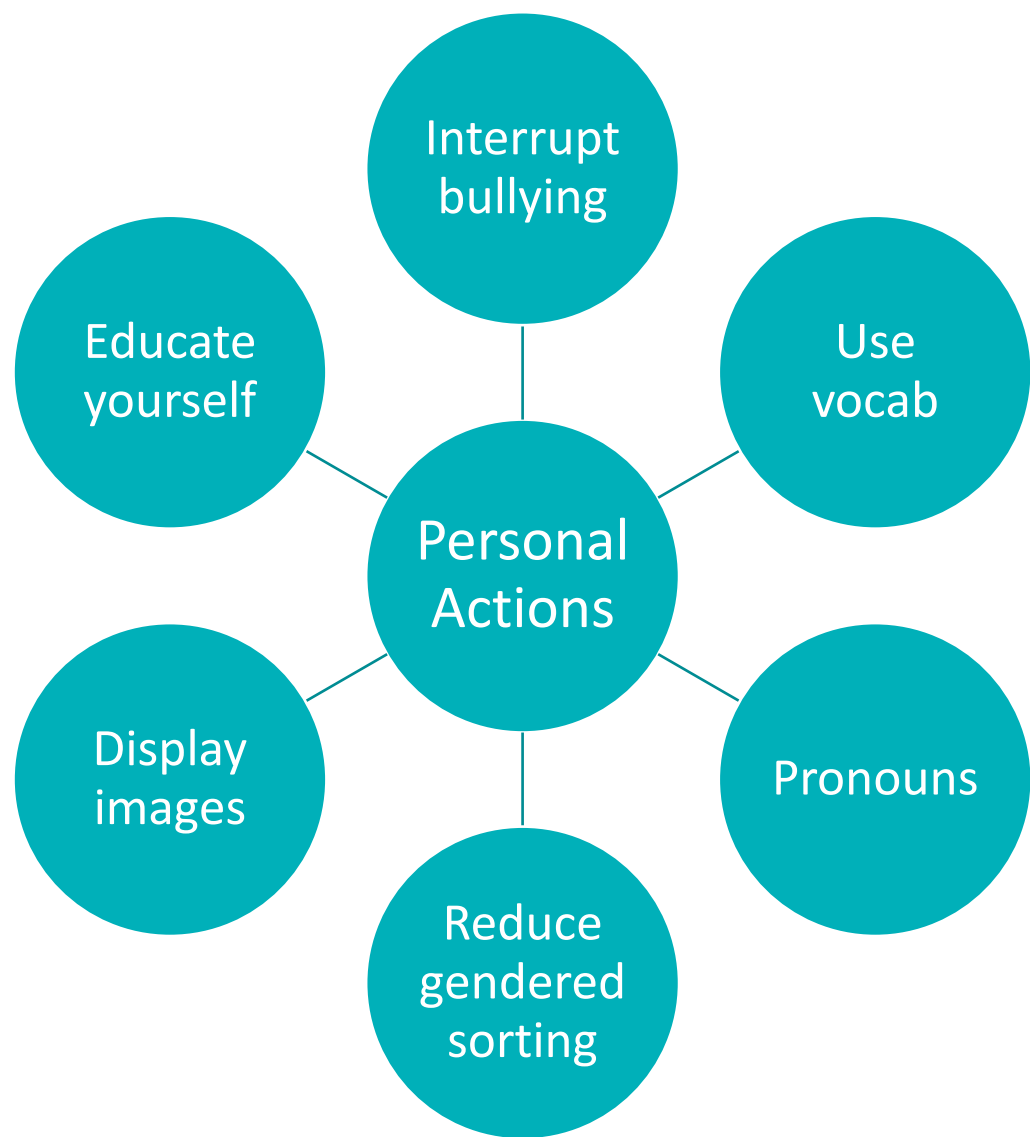 Interrupt
bullying
Educate
yourself
Use
vocab
Personal
Actions
Display
images
Pronouns
Reduce
gendered
sorting